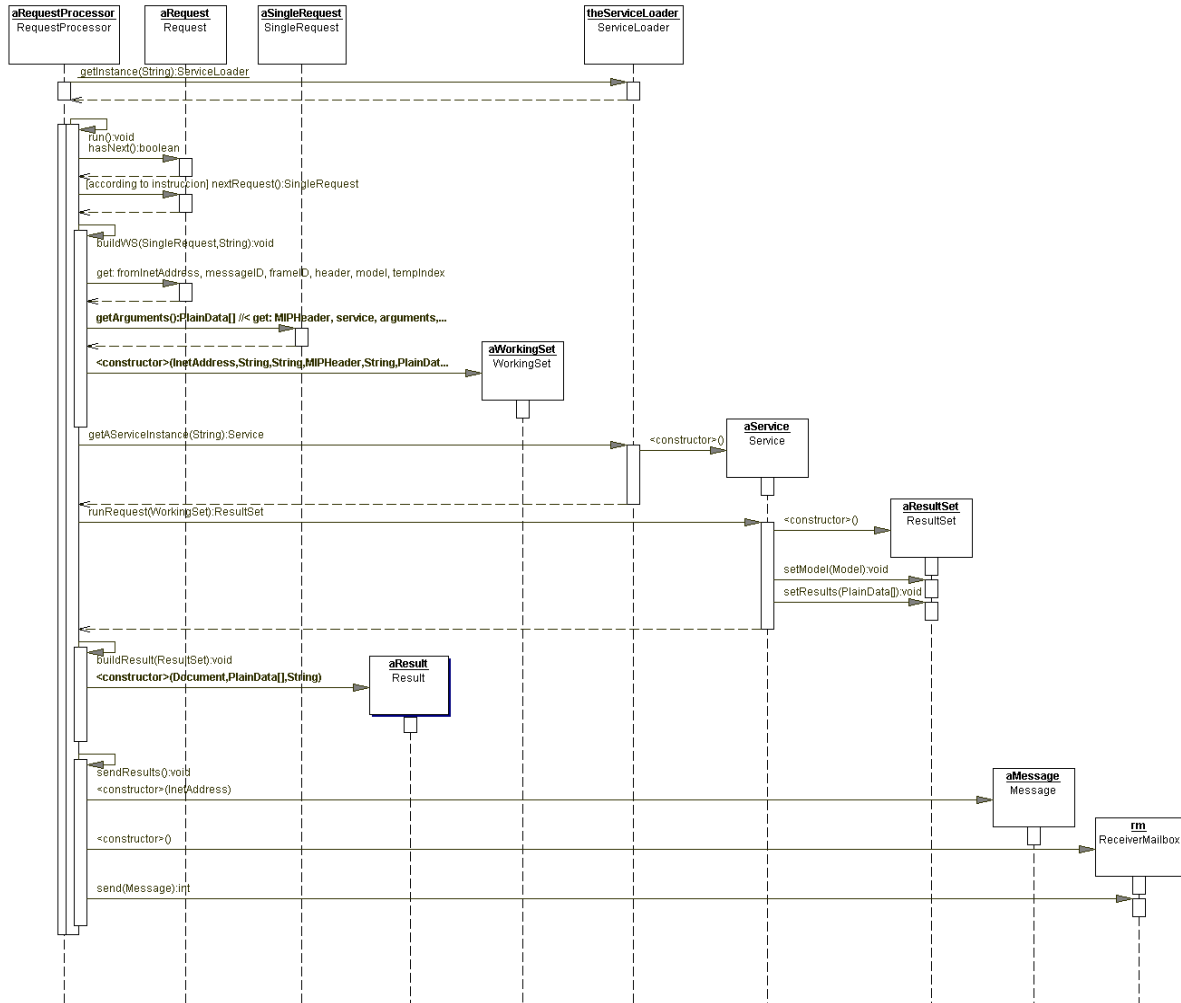 aRequestProcessor
RequestProcessor
aRequest
Request
aSingleRequest
SingleRequest
theServiceLoader
ServiceLoader
getInstance(String):ServiceLoader
run():void
hasNext():boolean
[according to instruccion] nextRequest():SingleRequest
buildWS(SingleRequest,String):void
get: fromInetAddress, messageID, frameID, header, model, tempIndex
getArguments():PlainData[] //< get: MIPHeader, service, arguments,...
<constructor>(InetAddress,String,String,MIPHeader,String,PlainDat...
aWorkingSet
WorkingSet
getAServiceInstance(String):Service
<constructor>()
aService
Service
runRequest(WorkingSet):ResultSet
<constructor>()
aResultSet
ResultSet
setModel(Model):void
setResults(PlainData[]):void
buildResult(ResultSet):void
<constructor>(Document,PlainData[],String)
aResult
Result
sendResults():void
<constructor>(InetAddress)
aMessage
Message
<constructor>()
rm
ReceiverMailbox
send(Message):int